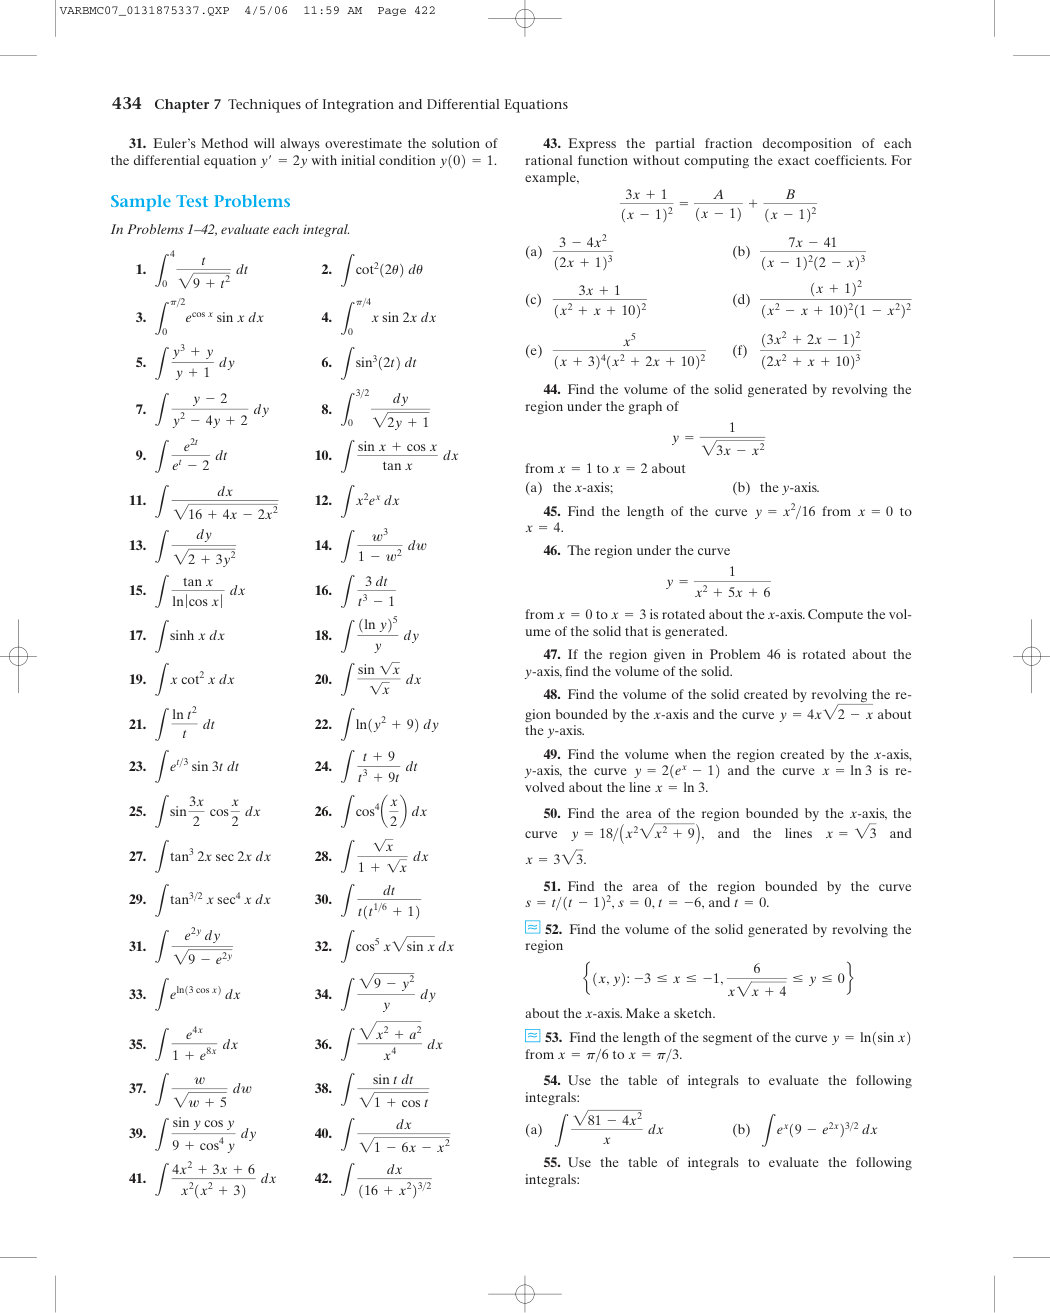 VARBMC07_0131875337.QXP 4/5/06 11:59 AM Page 422
434 Chapter 7 Techniques of Integration and Differential Equations
31. Euler's Method will always overestimate the solution of
the differential equation y′ = 2y with initial condition y(0) = 1.
Sample Test Problems
In Problems 1–42, evaluate each integral.
1. ∫₀⁴ t/√(9 + t²) dt
2. ∫ cot²(2θ) dθ
3. ∫₀^(π/2) e^(cos x) sin x dx
4. ∫₀^(π/4) x sin 2x dx
5. ∫ (y³ + y)/(y + 1) dy
6. ∫ sin³(2t) dt
7. ∫ (y − 2)/(y² − 4y + 2) dy
8. ∫₀^(3/2) dy/√(2y + 1)
9. ∫ e^(2t)/(e^t − 2) dt
10. ∫ (sin x + cos x)/(tan x) dx
11. ∫ dx/√(16 + 4x − 2x²)
12. ∫ x²e^x dx
13. ∫ dy/√(2 + 3y²)
14. ∫ w³/(1 − w²) dw
15. ∫ tan x/(ln|cos x|) dx
16. ∫ 3 dt/(t³ − 1)
17. ∫ sinh x dx
18. ∫ (ln y)⁵/y dy
19. ∫ x cot² x dx
20. ∫ sin √x/√x dx
21. ∫ ln t²/t dt
22. ∫ ln(y² + 9) dy
23. ∫ e^(t/3) sin 3t dt
24. ∫ (t + 9)/(t³ + 9t) dt
25. ∫ sin 3x/2 cos x/2 dx
26. ∫ cos⁴(x/2) dx
27. ∫ tan³ 2x sec 2x dx
28. ∫ √x/(1 + √x) dx
29. ∫ tan^(3/2) x sec⁴ x dx
30. ∫ dt/(t(t^(1/6) + 1))
31. ∫ e^(2y) dy/√(9 − e^(2y))
32. ∫ cos⁵ x√(sin x) dx
33. ∫ e^(ln(3 cos x)) dx
34. ∫ √(9 − y²)/y dy
35. ∫ e^(4x)/(1 + e^(8x)) dx
36. ∫ √(x² + a²)/x⁴ dx
37. ∫ w/√(w + 5) dw
38. ∫ sin t dt/√(1 + cos t)
39. ∫ sin y cos y/(9 + cos⁴ y) dy
40. ∫ dx/√(1 − 6x − x²)
41. ∫ (4x² + 3x + 6)/(x²(x² + 3)) dx
42. ∫ dx/(16 + x²)^(3/2)
43. Express the partial fraction decomposition of each
rational function without computing the exact coefficients. For
example,
(3x + 1)/(x − 1)² = A/(x − 1) + B/(x − 1)²
(a) (3 − 4x²)/(2x + 1)³
(b) (7x − 41)/((x − 1)²(2 − x)³)
(c) (3x + 1)/(x² + x + 10)²
(d) (x + 1)²/((x² − x + 10)²(1 − x²)²)
(e) x⁵/((x + 3)⁴(x² + 2x + 10)²)
(f) (3x² + 2x − 1)²/(2x² + x + 10)³
44. Find the volume of the solid generated by revolving the
region under the graph of
y = 1/√(3x − x²)
from x = 1 to x = 2 about
(a) the x-axis; (b) the y-axis.
45. Find the length of the curve y = x²/16 from x = 0 to
x = 4.
46. The region under the curve
y = 1/(x² + 5x + 6)
from x = 0 to x = 3 is rotated about the x-axis. Compute the vol-
ume of the solid that is generated.
47. If the region given in Problem 46 is rotated about the
y-axis, find the volume of the solid.
48. Find the volume of the solid created by revolving the re-
gion bounded by the x-axis and the curve y = 4x√(2 − x) about
the y-axis.
49. Find the volume when the region created by the x-axis,
y-axis, the curve y = 2(e^x − 1) and the curve x = ln 3 is re-
volved about the line x = ln 3.
50. Find the area of the region bounded by the x-axis, the
curve y = 18/(x²√(x² + 9)), and the lines x = √3 and
x = 3√3.
51. Find the area of the region bounded by the curve
s = t/(t − 1)², s = 0, t = −6, and t = 0.
≈ 52. Find the volume of the solid generated by revolving the
region
{(x, y): −3 ≤ x ≤ −1, 6/(x√(x + 4)) ≤ y ≤ 0}
about the x-axis. Make a sketch.
≈ 53. Find the length of the segment of the curve y = ln(sin x)
from x = π/6 to x = π/3.
54. Use the table of integrals to evaluate the following
integrals:
(a) ∫ √(81 − 4x²)/x dx
(b) ∫ e^x(9 − e^(2x))^(3/2) dx
55. Use the table of integrals to evaluate the following
integrals: